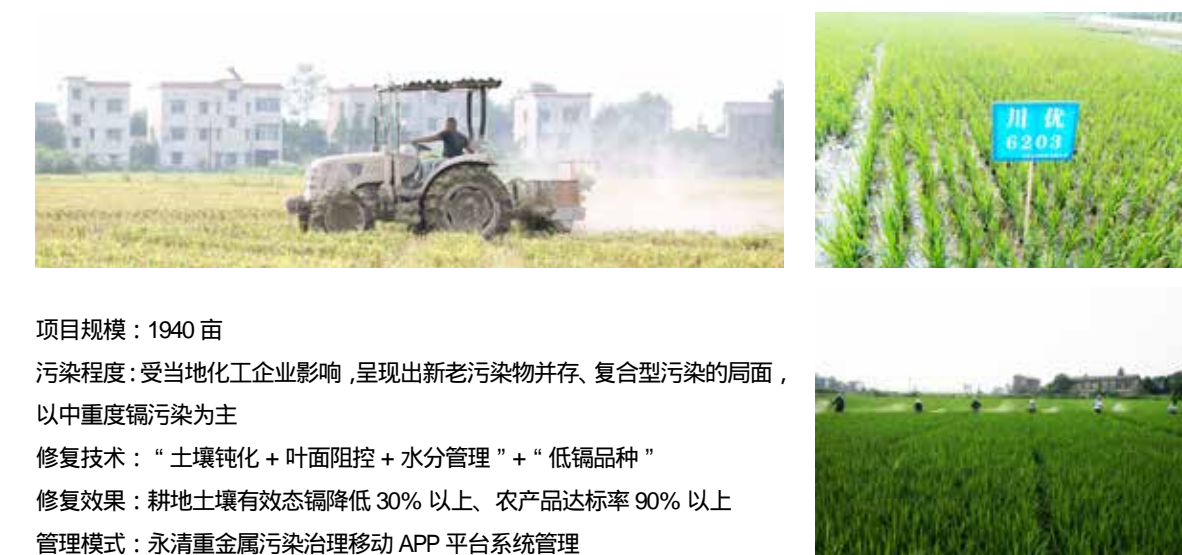 川优
6203
项目规模：1940 亩
污染程度：受当地化工企业影响，呈现出新老污染物并存、复合型污染的局面，
以中重度镉污染为主
修复技术：“土壤钝化 + 叶面阻控 + 水分管理”+“低镉品种”
修复效果：耕地土壤有效态镉降低 30% 以上、农产品达标率 90% 以上
管理模式：永清重金属污染治理移动 APP 平台系统管理